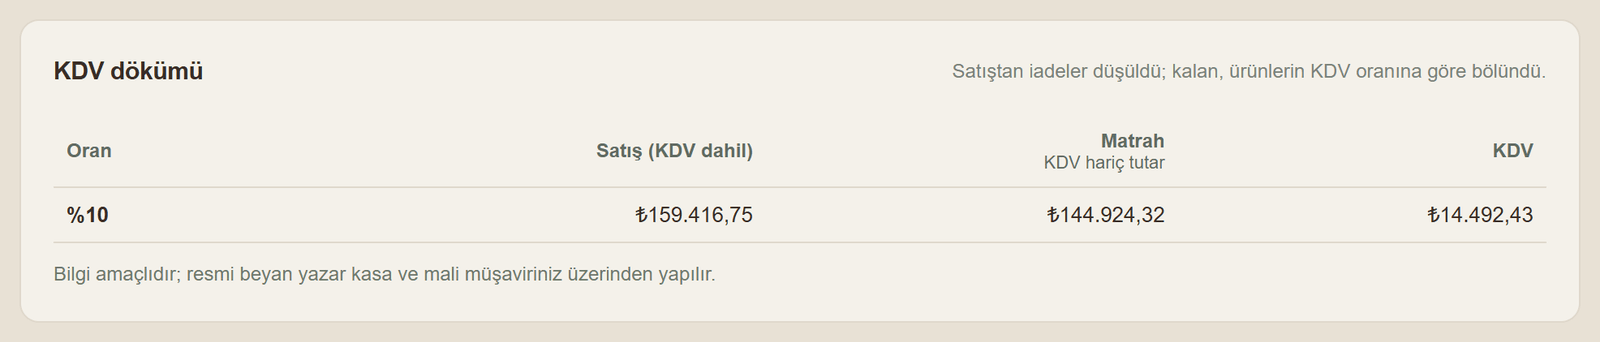 KDV dökümü
Satıştan iadeler düşüldü; kalan, ürünlerin KDV oranına göre bölündü.
Oran Satış (KDV dahil) Matrah KDV
KDV hariç tutar
%10 ₺159.416,75 ₺144.924,32 ₺14.492,43
Bilgi amaçlıdır; resmi beyan yazar kasa ve mali müşaviriniz üzerinden yapılır.